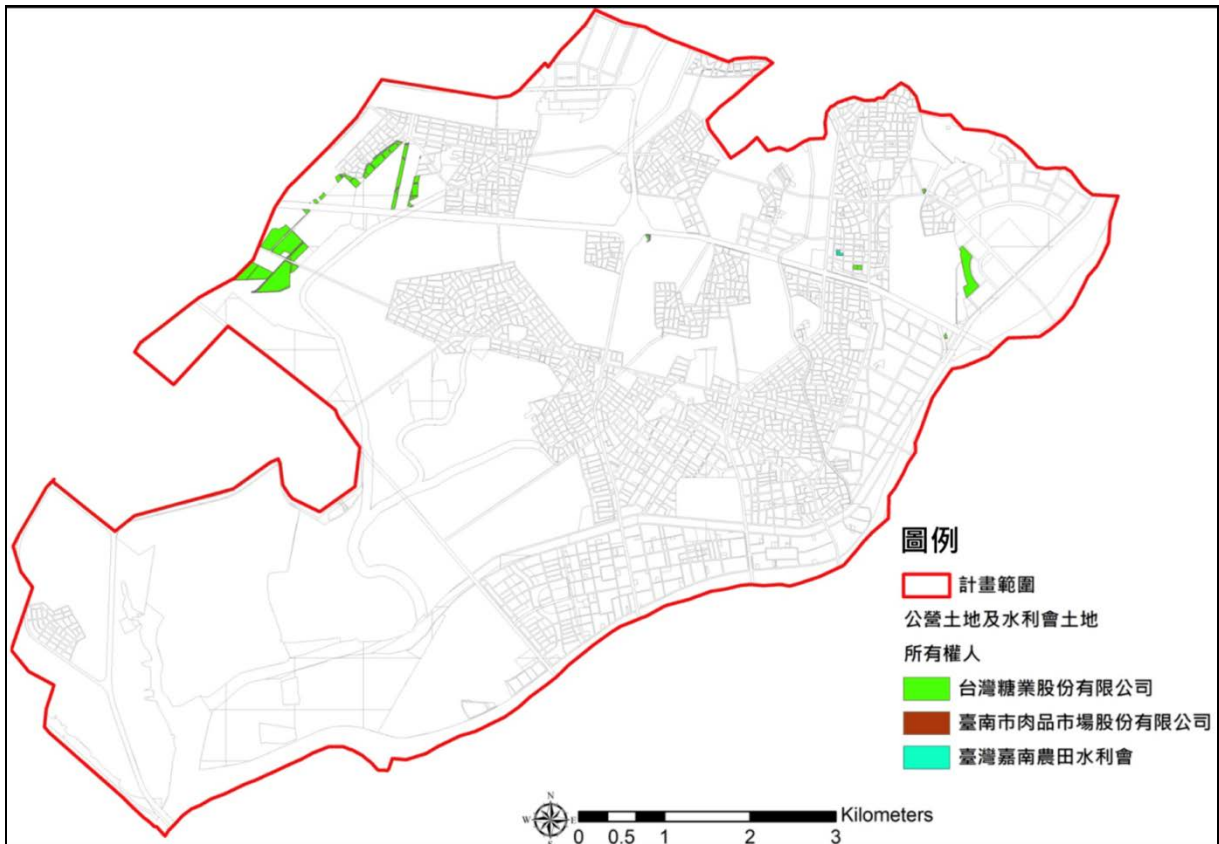 圖例
計畫範圍
公營土地及水利會土地
所有權人
台灣糖業股份有限公司
臺南市肉品市場股份有限公司
臺灣嘉南農田水利會
N
W
E
S
Kilometers
0 0.5 1 2 3